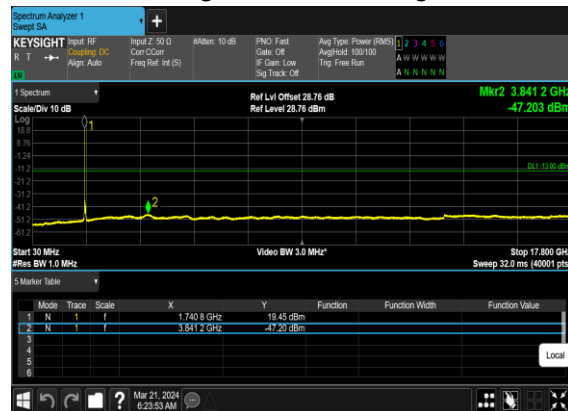 Spectrum Analyzer 1
Swept SA
+
KEYSIGHT Input: RF Input Z: 50 Ω #Atten: 10 dB PNO: Fast Avg Type: Power (RMS) 1 2 3 4 5 6
R T Coupling: DC Corr CCorr Gate: Off Avg|Hold: 100/100 A W W W W W
Align: Auto Freq Ref: Int (S) IF Gain: Low Trig: Free Run
LW Sig Track: Off A N N N N N
1 Spectrum Ref Lvl Offset 28.76 dB Mkr2 3.841 2 GHz
Scale/Div 10 dB Ref Level 28.76 dBm -47.203 dBm
Log
18.8
8.76
-1.24
-11.2
DL1 -13.00 dBm
-21.2
-31.2
-41.2
-51.2
-61.2
1
2
Start 30 MHz Video BW 3.0 MHz* Stop 17.800 GHz
#Res BW 1.0 MHz Sweep 32.0 ms (40001 pts)
5 Marker Table
Mode Trace Scale X Y Function Function Width Function Value
1 N 1 f 1.740 8 GHz 19.45 dBm
2 N 1 f 3.841 2 GHz -47.20 dBm
3
4
5
6
Local
? Mar 21, 2024
6:23:53 AM